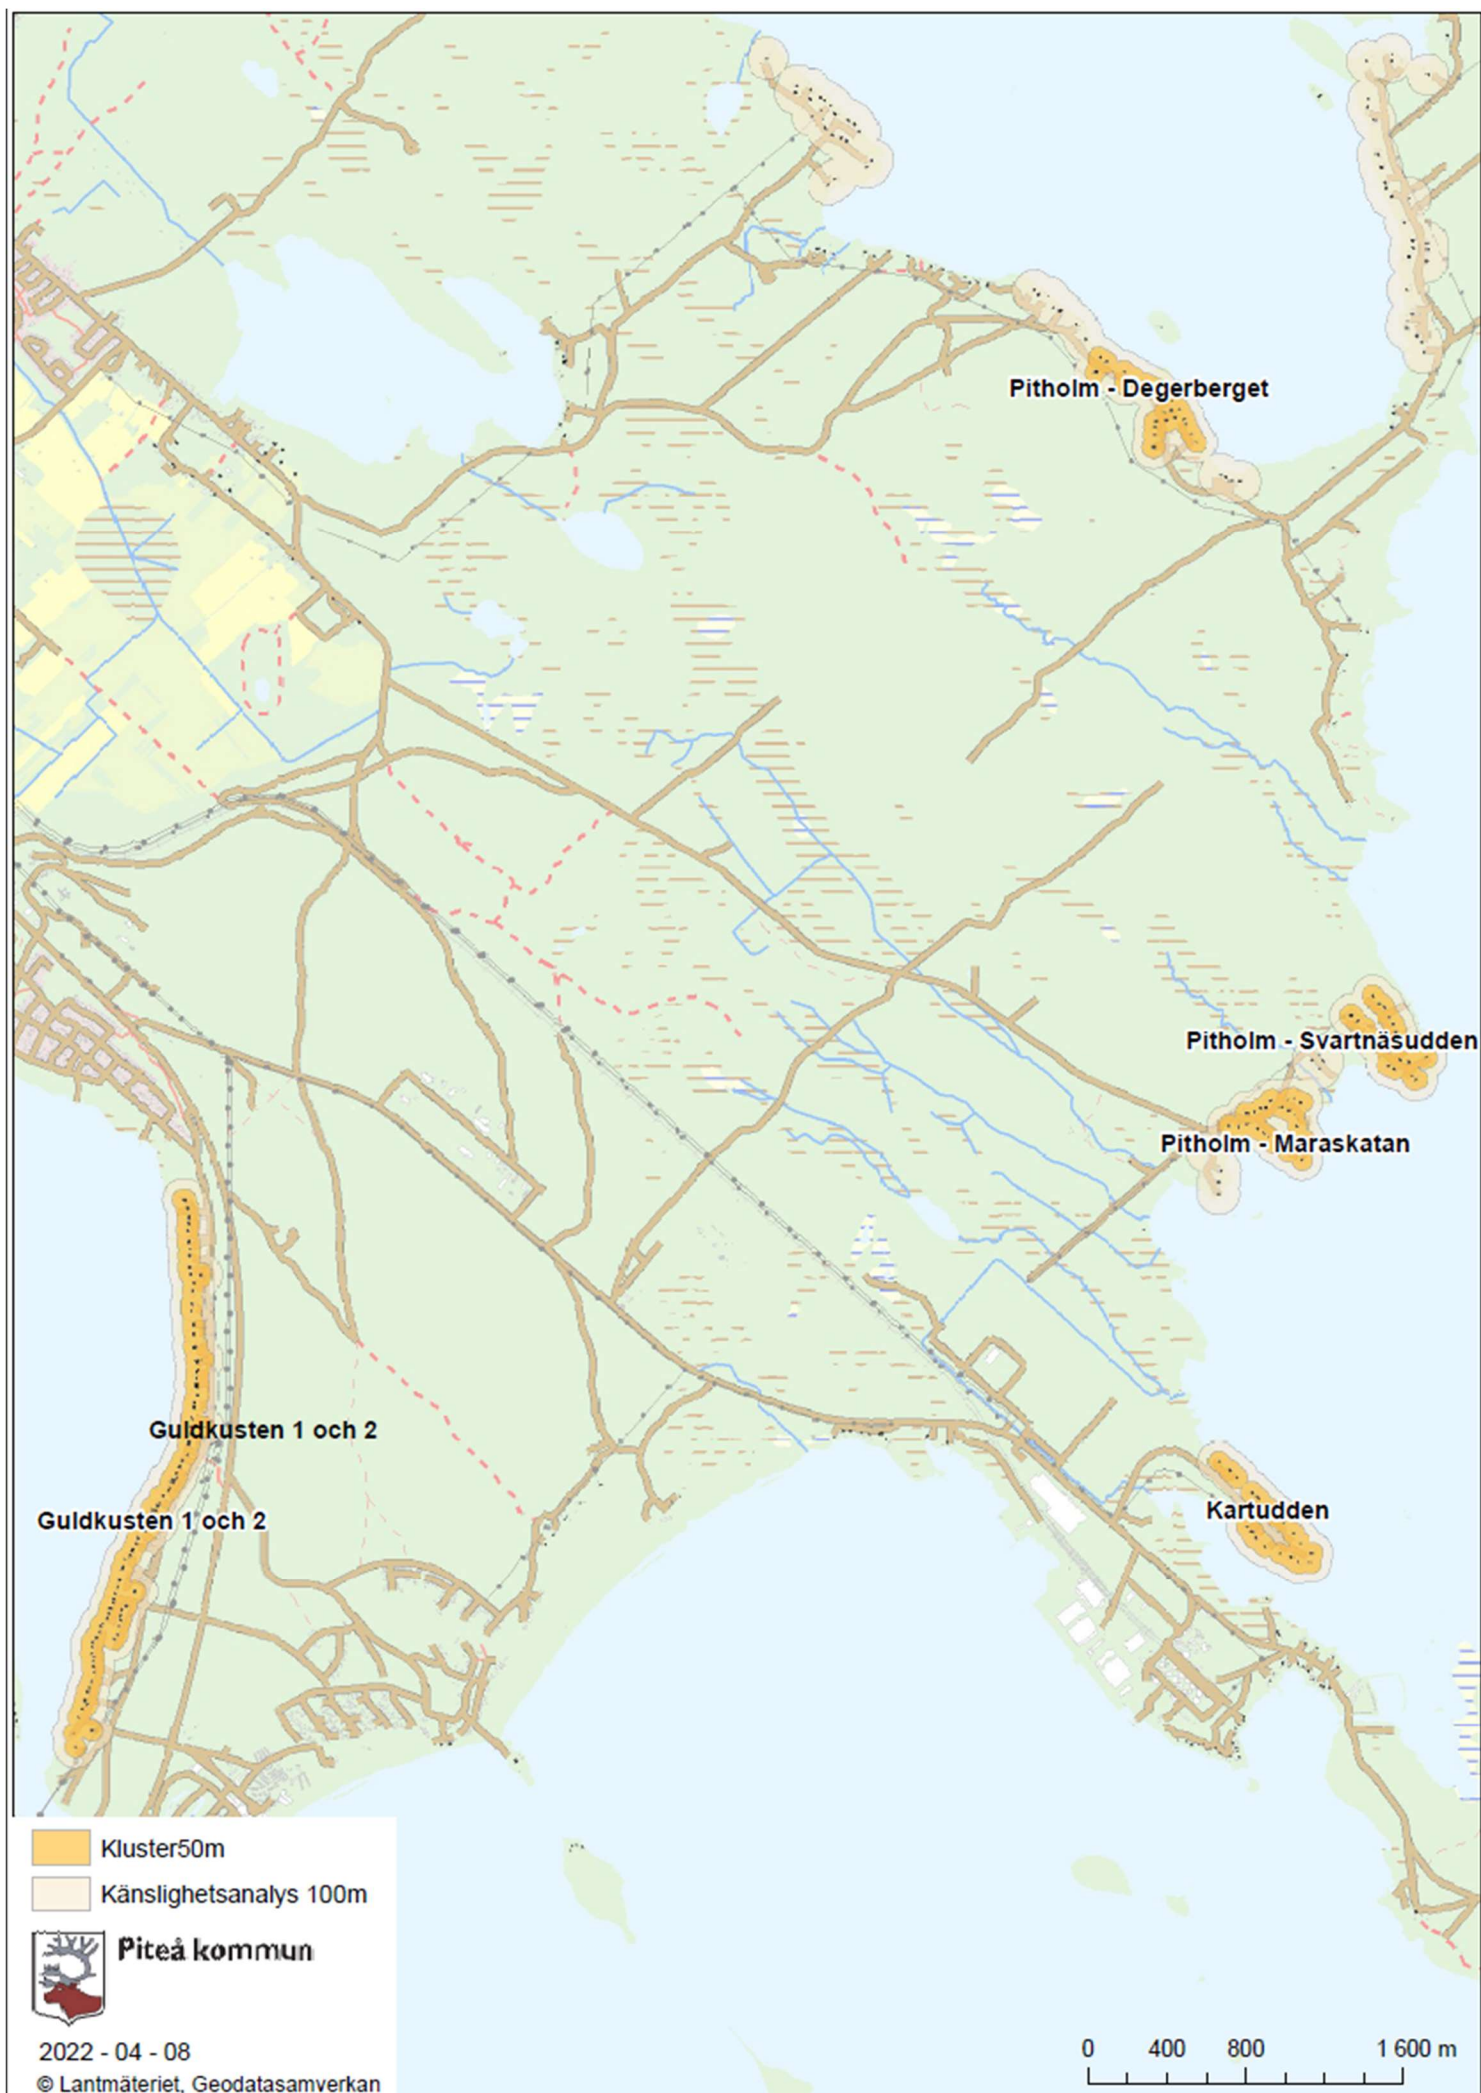 Pitholm - Degerberget
Pitholm - Svartnäsudden
Pitholm - Maraskatan
Guldkusten 1 och 2
Kartudden
Guldkusten 1 och 2
Kluster50m
Känslighetsanalys 100m
Piteå kommun
2022 - 04 - 08
© Lantmäteriet, Geodatasamverkan
0 400 800 1 600 m